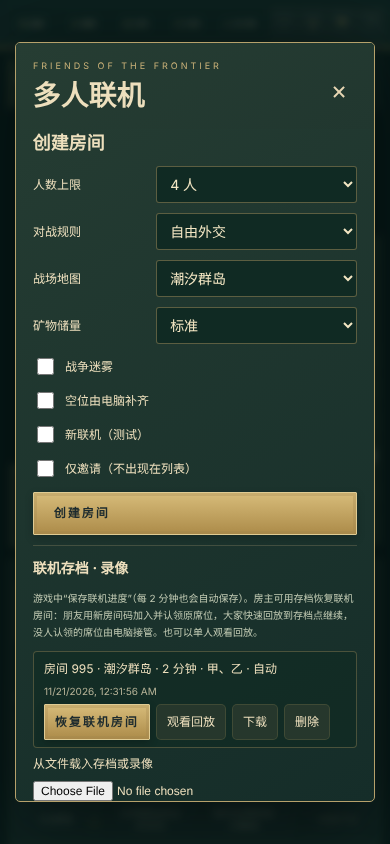 FRIENDS OF THE FRONTIER
多人联机
✕
创建房间
人数上限
4 人
对战规则
自由外交
战场地图
潮汐群岛
矿物储量
标准
战争迷雾
空位由电脑补齐
新联机（测试）
仅邀请（不出现在列表）
创建房间
联机存档 · 录像
游戏中“保存联机进度”（每 2 分钟也会自动保存）。房主可用存档恢复联机
房间：朋友用新房间码加入并认领原席位，大家快速回放到存档点继续，
没人认领的席位由电脑接管。也可以单人观看回放。
房间 995 · 潮汐群岛 · 2 分钟 · 甲、乙 · 自动
11/21/2026, 12:31:56 AM
恢复联机房间
观看回放
下载
删除
从文件载入存档或录像
Choose File No file chosen